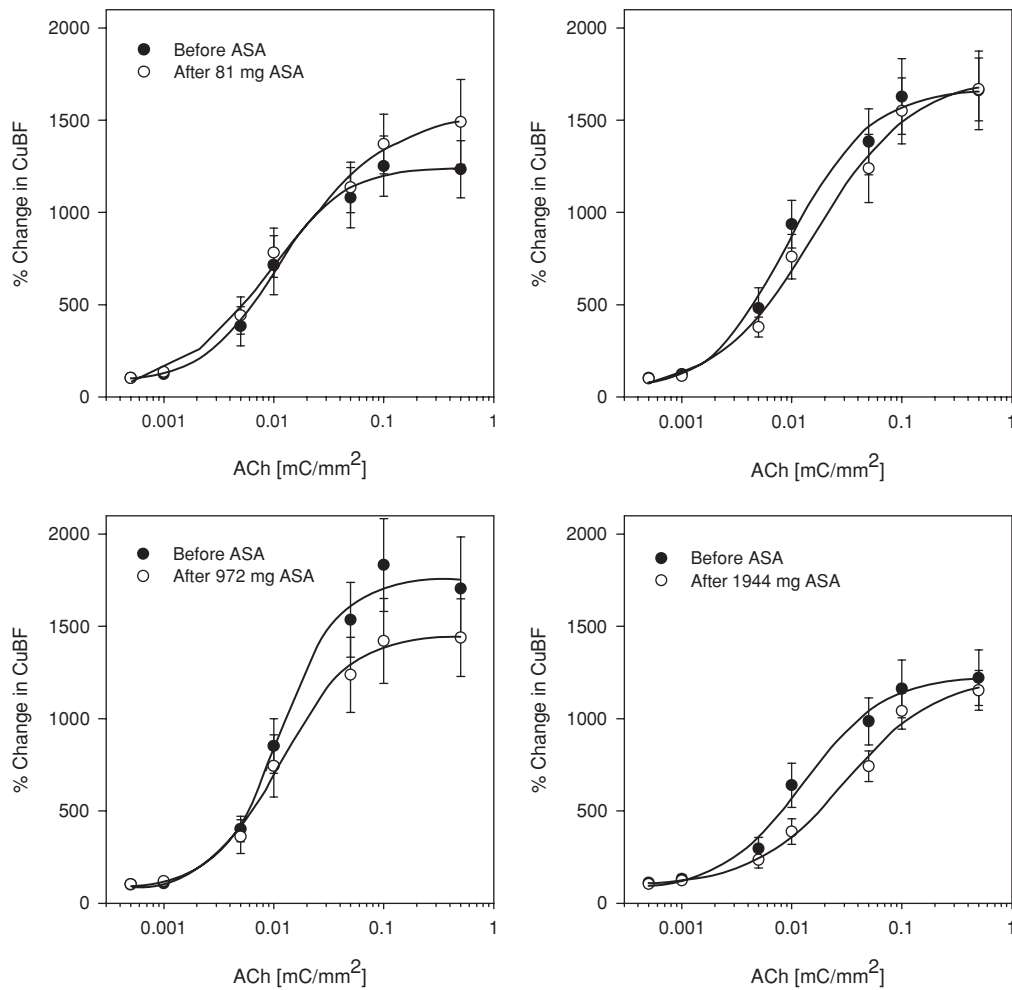 2000
1500
1000
500
0
% Change in CuBF
Before ASA
After 81 mg ASA
0.001 0.01 0.1 1
ACh [mC/mm2]
2000
1500
1000
500
0
% Change in CuBF
0.001 0.01 0.1 1
ACh [mC/mm2]
2000
1500
1000
500
0
% Change in CuBF
Before ASA
After 972 mg ASA
0.001 0.01 0.1 1
ACh [mC/mm2]
2000
1500
1000
500
0
% Change in CuBF
Before ASA
After 1944 mg ASA
0.001 0.01 0.1 1
ACh [mC/mm2]